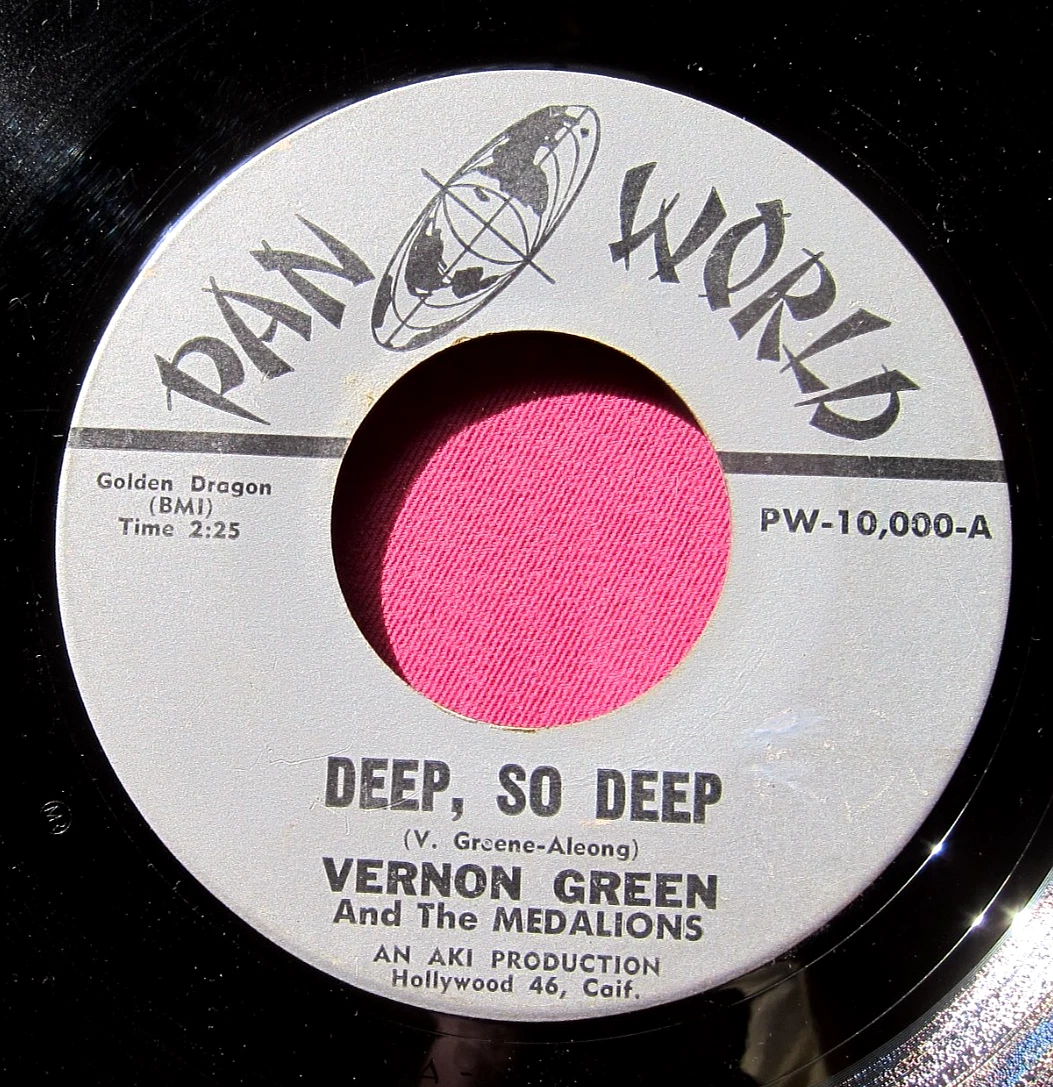 PAN WORLD
Golden Dragon
(BMI)
Time 2:25
PW-10,000-A
DEEP, SO DEEP
(V. Greene-Aleong)
VERNON GREEN
And The MEDALIONS
AN AKI PRODUCTION
Hollywood 46, Caif.